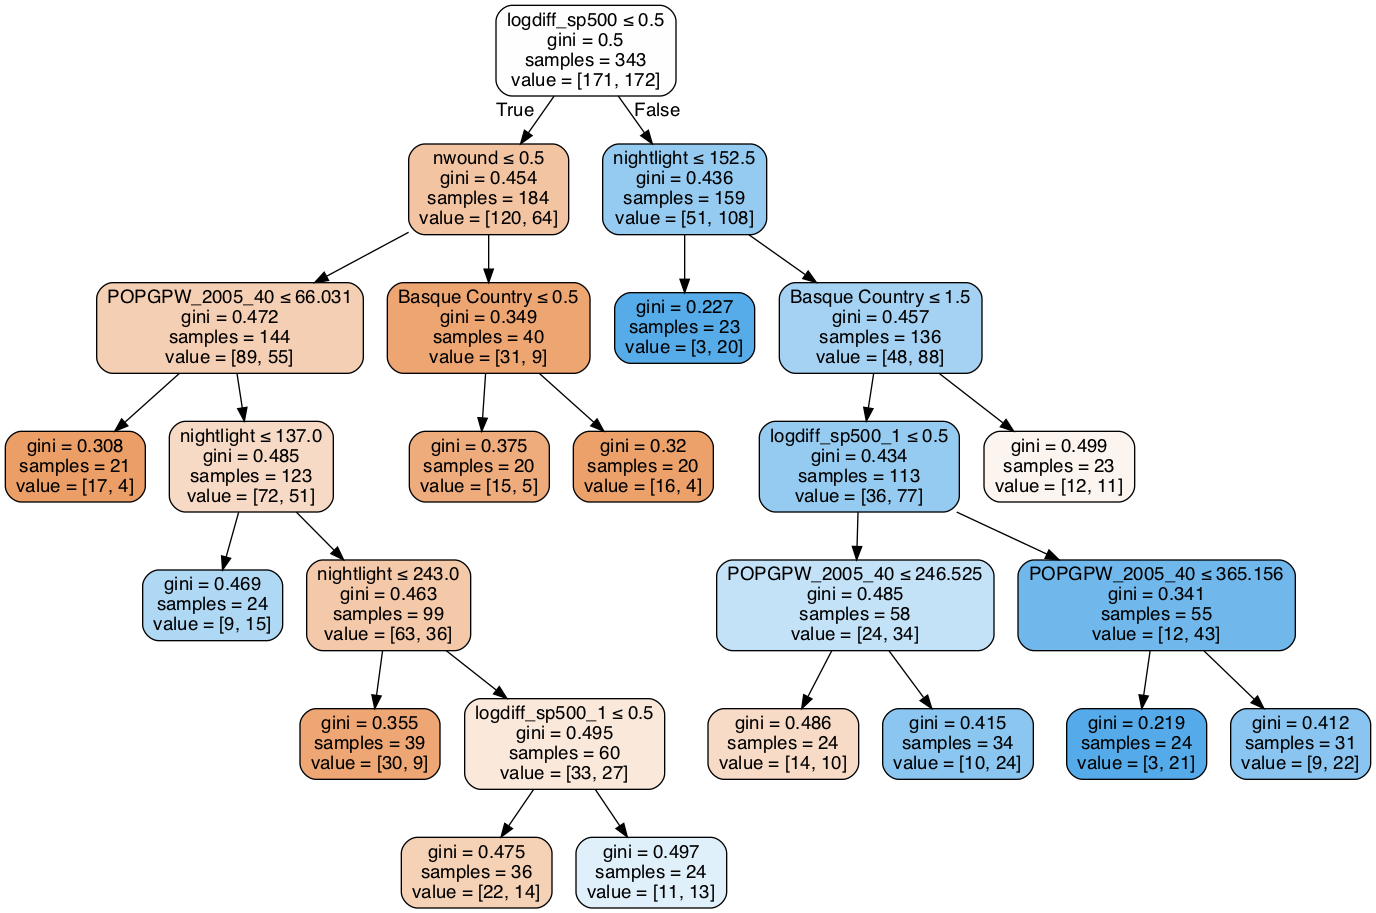 logdiff_sp500 ≤ 0.5
gini = 0.5
samples = 343
value = [171, 172]
True
False
nwound ≤ 0.5
gini = 0.454
samples = 184
value = [120, 64]
nightlight ≤ 152.5
gini = 0.436
samples = 159
value = [51, 108]
POPGPW_2005_40 ≤ 66.031
gini = 0.472
samples = 144
value = [89, 55]
Basque Country ≤ 0.5
gini = 0.349
samples = 40
value = [31, 9]
gini = 0.227
samples = 23
value = [3, 20]
Basque Country ≤ 1.5
gini = 0.457
samples = 136
value = [48, 88]
gini = 0.308
samples = 21
value = [17, 4]
nightlight ≤ 137.0
gini = 0.485
samples = 123
value = [72, 51]
gini = 0.375
samples = 20
value = [15, 5]
gini = 0.32
samples = 20
value = [16, 4]
logdiff_sp500_1 ≤ 0.5
gini = 0.434
samples = 113
value = [36, 77]
gini = 0.499
samples = 23
value = [12, 11]
gini = 0.469
samples = 24
value = [9, 15]
nightlight ≤ 243.0
gini = 0.463
samples = 99
value = [63, 36]
POPGPW_2005_40 ≤ 246.525
gini = 0.485
samples = 58
value = [24, 34]
POPGPW_2005_40 ≤ 365.156
gini = 0.341
samples = 55
value = [12, 43]
gini = 0.355
samples = 39
value = [30, 9]
logdiff_sp500_1 ≤ 0.5
gini = 0.495
samples = 60
value = [33, 27]
gini = 0.486
samples = 24
value = [14, 10]
gini = 0.415
samples = 34
value = [10, 24]
gini = 0.219
samples = 24
value = [3, 21]
gini = 0.412
samples = 31
value = [9, 22]
gini = 0.475
samples = 36
value = [22, 14]
gini = 0.497
samples = 24
value = [11, 13]